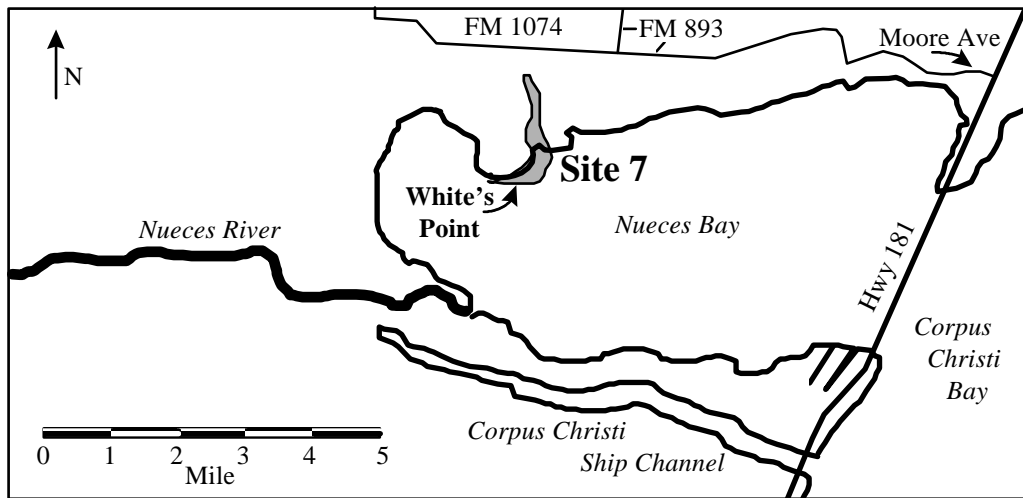 FM 1074
FM 893
Moore Ave
N
Site 7
White's
Point
Nueces River
Nueces Bay
Hwy 181
Corpus
Christi
Bay
Corpus Christi
Ship Channel
0 1 2 3 4 5
Mile